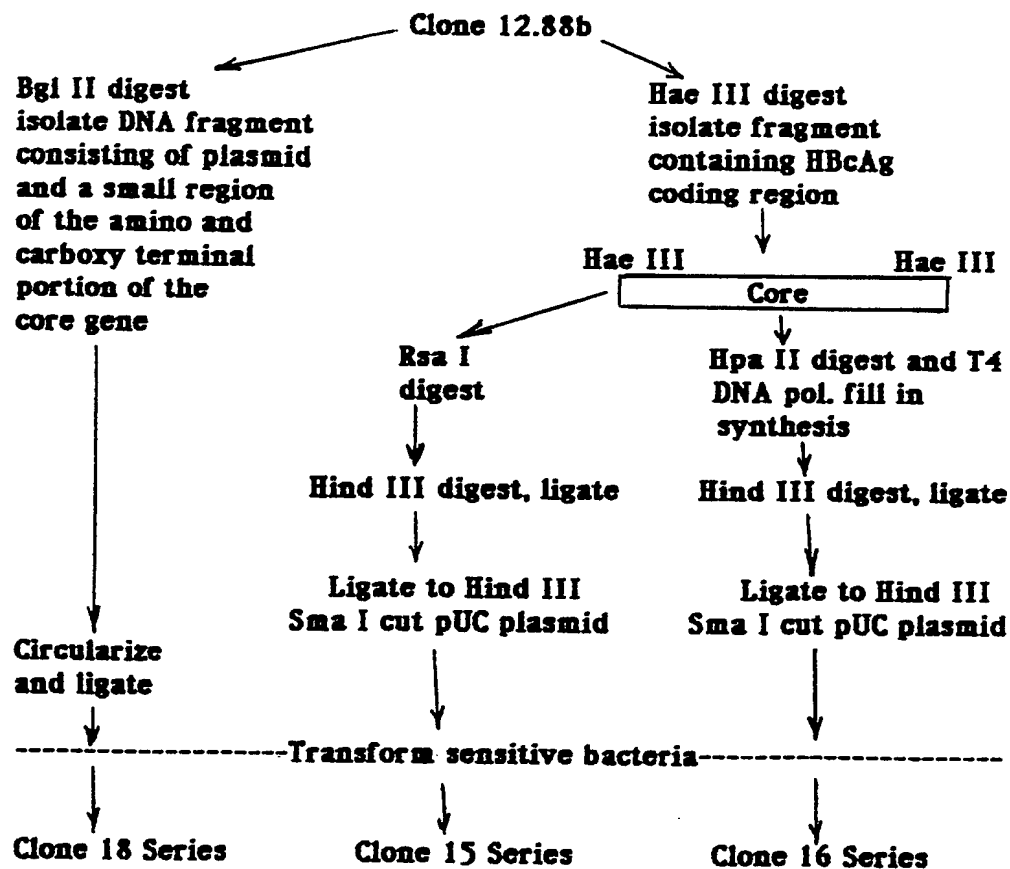 Clone 12.88b
Bgl II digest
isolate DNA fragment
consisting of plasmid
and a small region
of the amino and
carboxy terminal
portion of the
core gene
Hae III digest
isolate fragment
containing HBcAg
coding region
Hae III
Hae III
Core
Rsa I
digest
Hpa II digest and T4
DNA pol. fill in
synthesis
Hind III digest, ligate
Hind III digest, ligate
Ligate to Hind III
Sma I cut pUC plasmid
Ligate to Hind III
Sma I cut pUC plasmid
Circularize
and ligate
Transform sensitive bacteria
Clone 18 Series
Clone 15 Series
Clone 16 Series